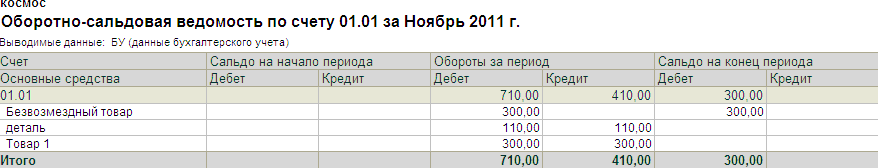 космос
Оборотно-сальдовая ведомость по счету 01.01 за Ноябрь 2011 г.
Выводимые данные: БУ (данные бухгалтерского учета)
Счет Сальдо на начало периода Обороты за период Сальдо на конец периода
Основные средства Дебет Кредит Дебет Кредит Дебет Кредит
01.01 710,00 410,00 300,00
Безвозмездный товар 300,00 300,00
деталь 110,00 110,00
Товар 1 300,00 300,00
Итого 710,00 410,00 300,00